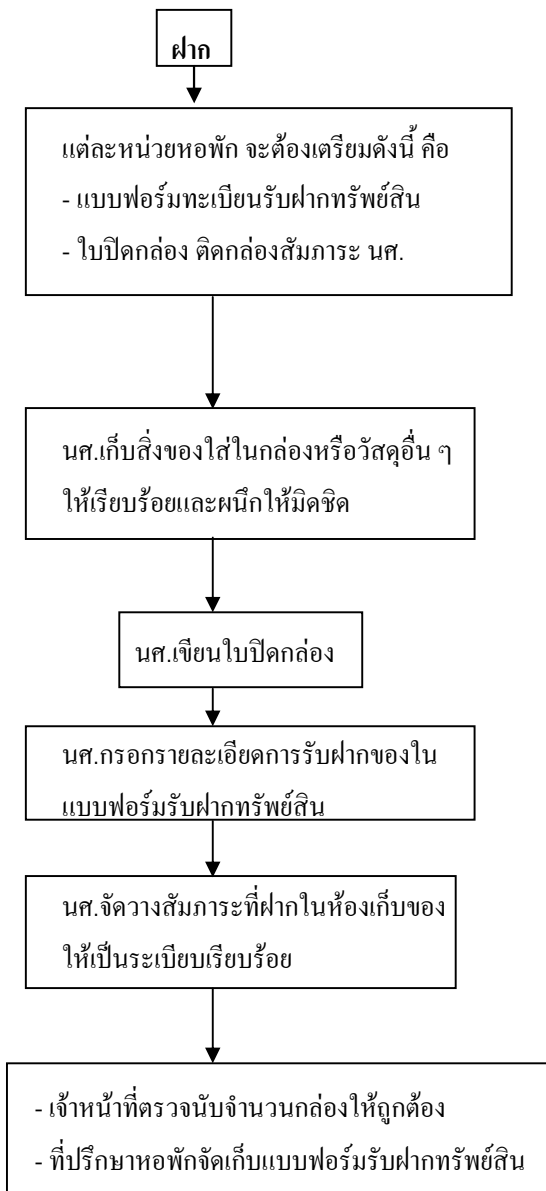 ฝาก
แต่ละหน่วยหอพัก จะต้องเตรียมดังนี้ คือ
- แบบฟอร์มทะเบียนรับฝากทรัพย์สิน
- ใบปิดกล่อง ติดกล่องสัมภาระ นศ.
นศ.เก็บสิ่งของใส่ในกล่องหรือวัสดุอื่น ๆ
ให้เรียบร้อยและผนึกให้มิดชิด
นศ.เขียนใบปิดกล่อง
นศ.กรอกรายละเอียดการรับฝากของใน
แบบฟอร์มรับฝากทรัพย์สิน
นศ.จัดวางสัมภาระที่ฝากในห้องเก็บของ
ให้เป็นระเบียบเรียบร้อย
- เจ้าหน้าที่ตรวจนับจำนวนกล่องให้ถูกต้อง
- ที่ปรึกษาหอพักจัดเก็บแบบฟอร์มรับฝากทรัพย์สิน